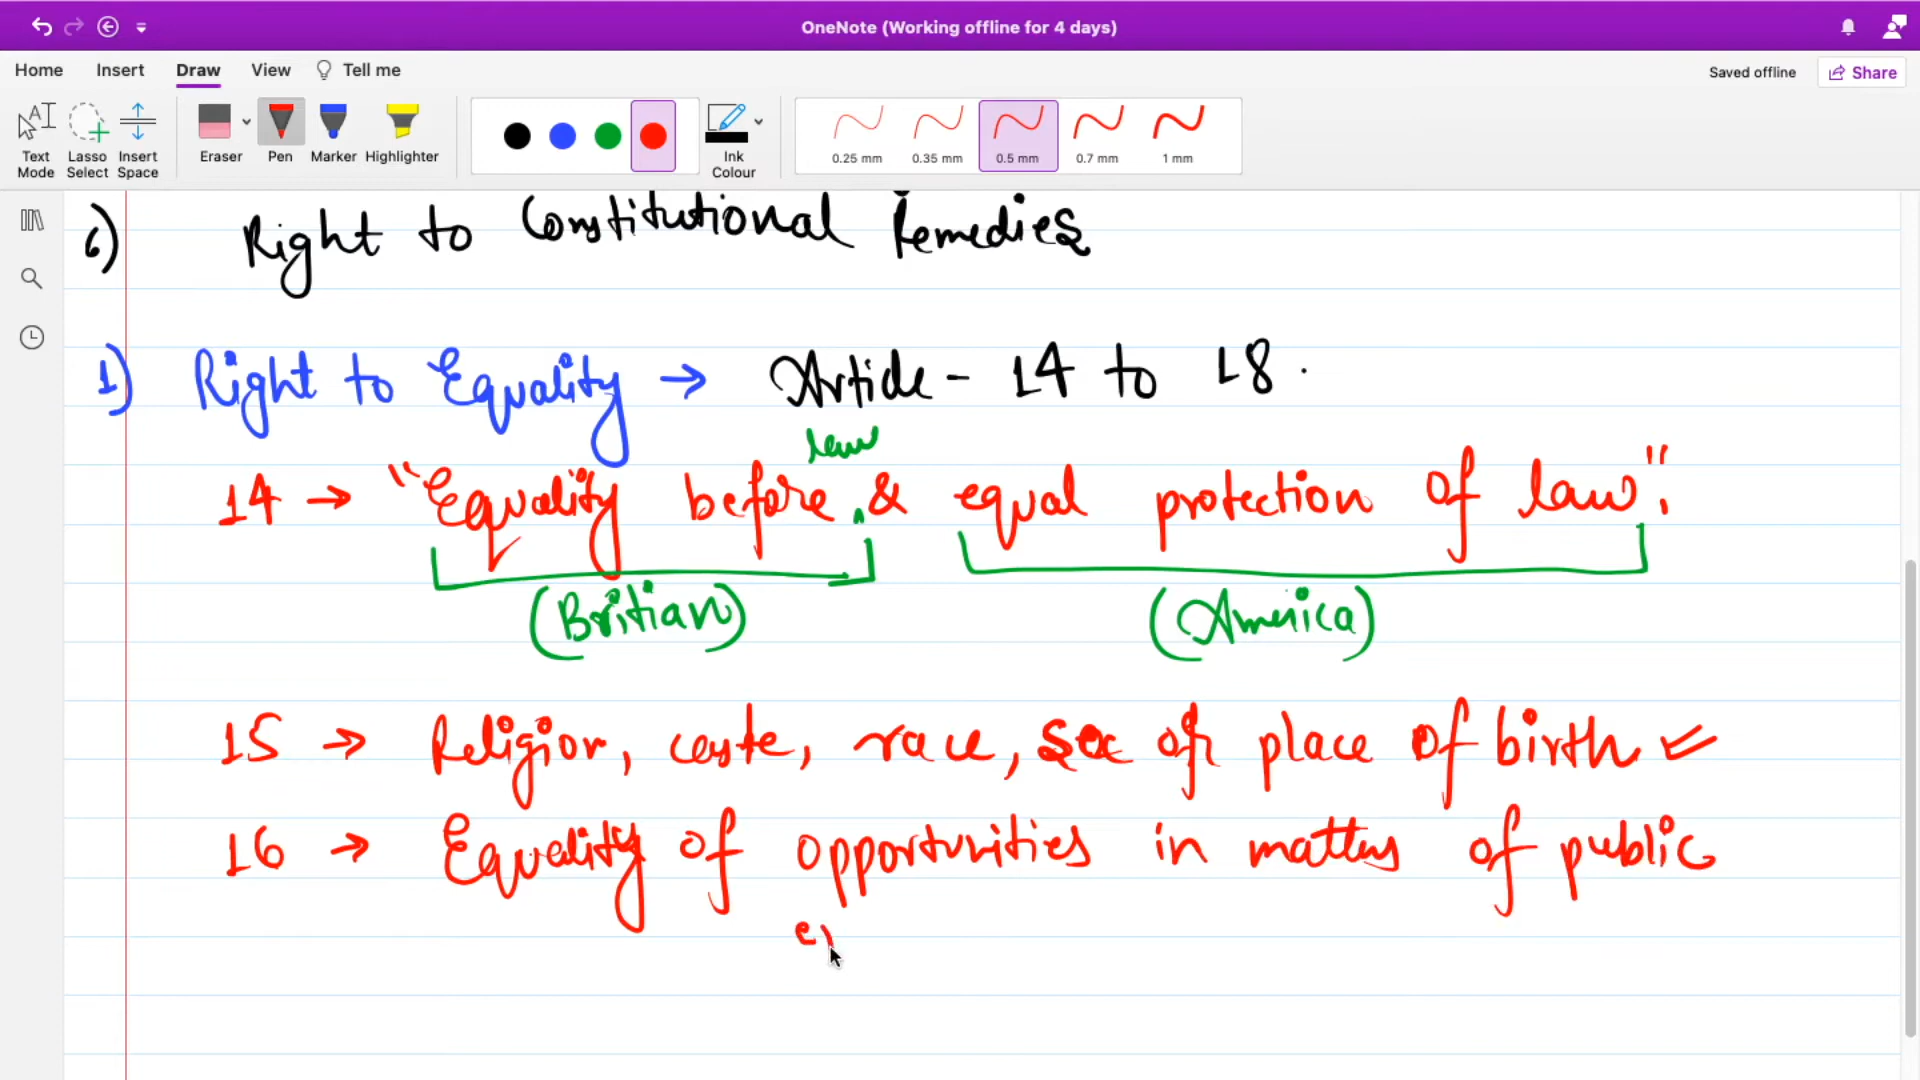 OneNote (Working offline for 4 days)
Home Insert Draw View Tell me Saved offline Share
Text Mode Lasso Select Insert Space Eraser Pen Marker Highlighter Ink Colour 0.25 mm 0.35 mm 0.5 mm 0.7 mm 1 mm
6) Right to Constitutional Remedies
1) Right to Equality → Article - 14 to 18.
law
14 → "Equality before & equal protection of law".
(Britian) (America)
15 → Religion, caste, race, sex or place of birth
16 → Equality of opportunities in matters of public